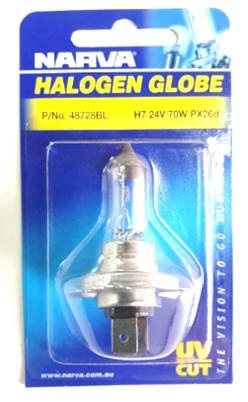 NARVA
HALOGEN GLOBE
P/No. 48728BL H7 24V 70W PX26d
THE VISION TO GO
UV
CUT
www.narva.com.au